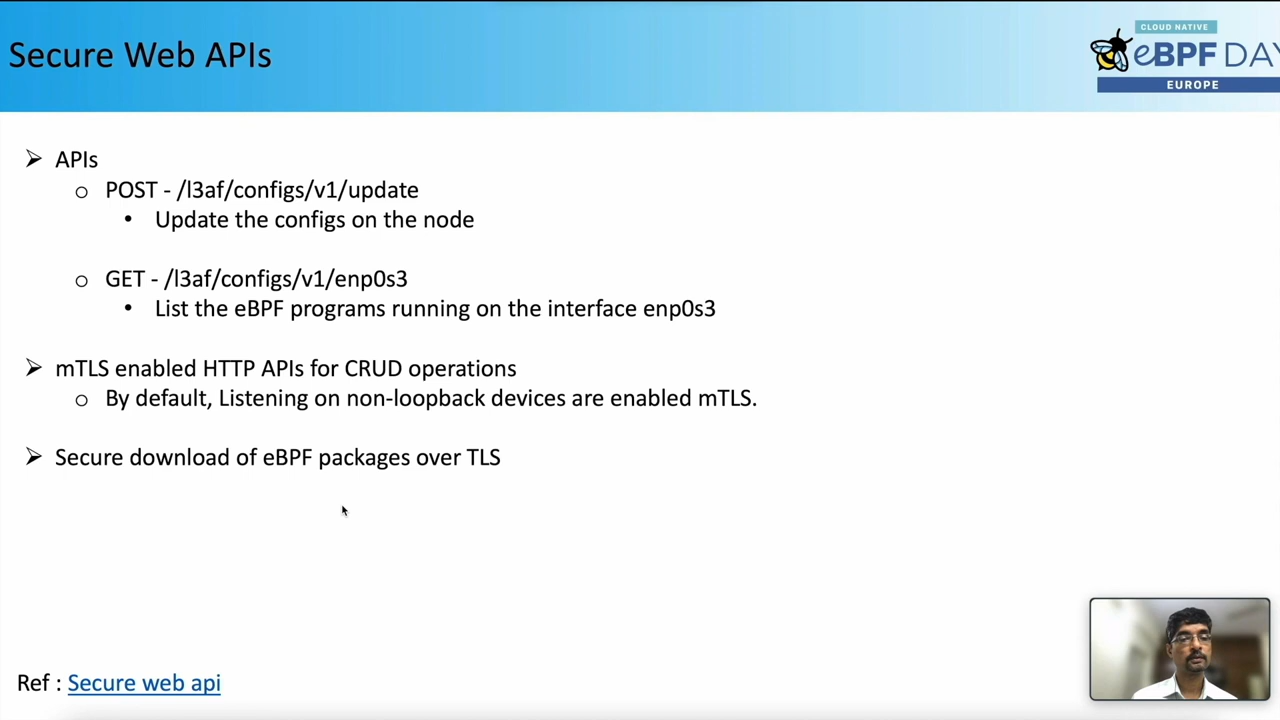 Secure Web APIs
CLOUD NATIVE
eBPF DAY
EUROPE
APIs
POST - /l3af/configs/v1/update
Update the configs on the node
GET - /l3af/configs/v1/enp0s3
List the eBPF programs running on the interface enp0s3
mTLS enabled HTTP APIs for CRUD operations
By default, Listening on non-loopback devices are enabled mTLS.
Secure download of eBPF packages over TLS
Ref : Secure web api